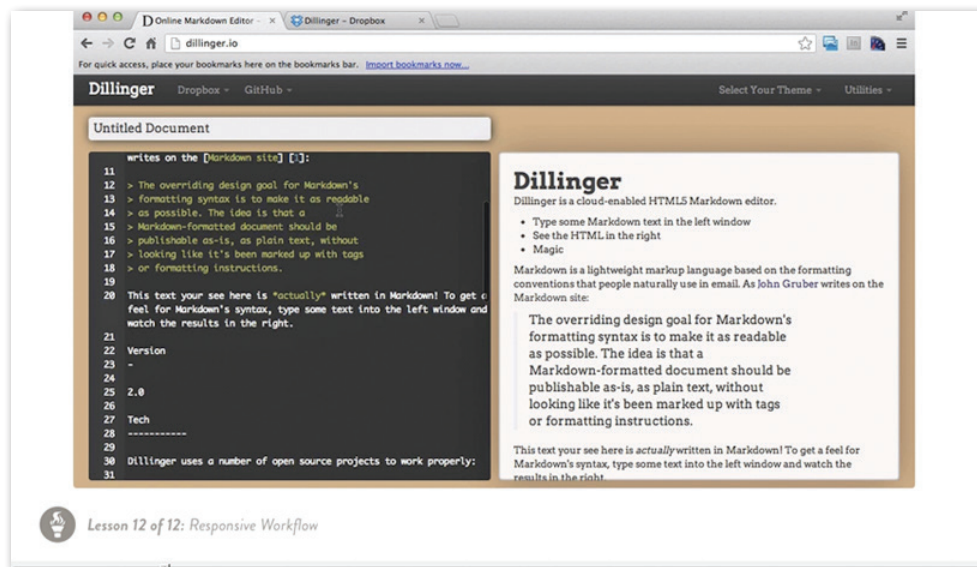 Online Markdown Editor -
Dillinger - Dropbox
dillinger.io
For quick access, place your bookmarks here on the bookmarks bar. Import bookmarks now...
Dillinger Dropbox GitHub Select Your Theme Utilities
Untitled Document
writes on the [Markdown site] [1]:
11
12 > The overriding design goal for Markdown's
13 > formatting syntax is to make it as readable
14 > as possible. The idea is that a
15 > Markdown-formatted document should be
16 > publishable as-is, as plain text, without
17 > looking like it's been marked up with tags
18 > or formatting instructions.
19
20 This text your see here is *actually* written in Markdown! To get a
feel for Markdown's syntax, type some text into the left window and
watch the results in the right.
21
22 Version
23 -
24
25 2.0
26
27 Tech
28 -----------
29
30 Dillinger uses a number of open source projects to work properly:
31
Dillinger
Dillinger is a cloud-enabled HTML5 Markdown editor.
• Type some Markdown text in the left window
• See the HTML in the right
• Magic
Markdown is a lightweight markup language based on the formatting
conventions that people naturally use in email. As John Gruber writes on the
Markdown site:
The overriding design goal for Markdown's
formatting syntax is to make it as readable
as possible. The idea is that a
Markdown-formatted document should be
publishable as-is, as plain text, without
looking like it's been marked up with tags
or formatting instructions.
This text your see here is actually written in Markdown! To get a feel for
Markdown's syntax, type some text into the left window and watch the
results in the right.
Lesson 12 of 12: Responsive Workflow